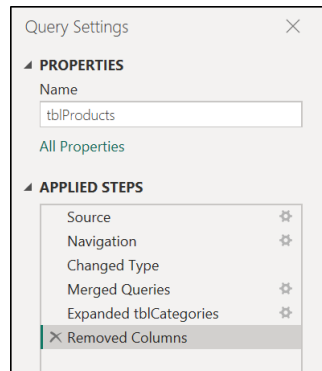 Query Settings
PROPERTIES
Name
tblProducts
All Properties
APPLIED STEPS
Source
Navigation
Changed Type
Merged Queries
Expanded tblCategories
Removed Columns